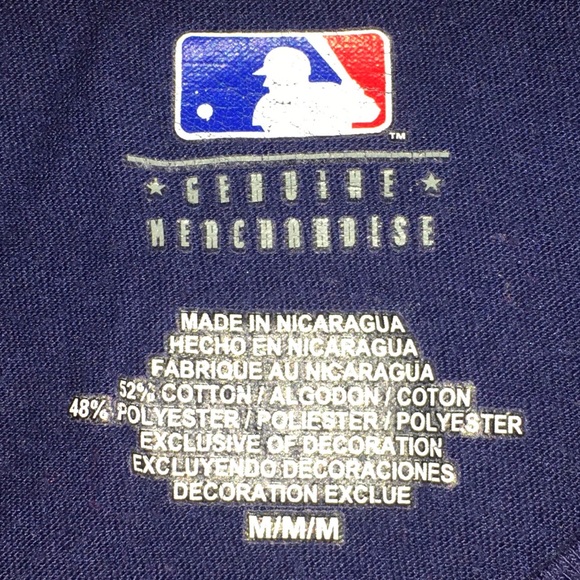 ™
★ GENUINE ★
MERCHANDISE
MADE IN NICARAGUA
HECHO EN NICARAGUA
FABRIQUE AU NICARAGUA
52% COTTON / ALGODON / COTON
48% POLYESTER / POLIESTER / POLYESTER
EXCLUSIVE OF DECORATION
EXCLUYENDO DECORACIONES
DECORATION EXCLUE
M/M/M